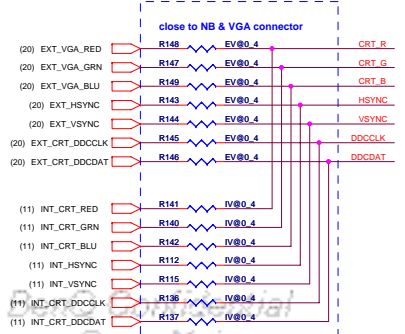 close to NB & VGA connector
(20) EXT_VGA_RED R148 EV@0_4 CRT_R
(20) EXT_VGA_GRN R147 EV@0_4 CRT_G
(20) EXT_VGA_BLU R149 EV@0_4 CRT_B
(20) EXT_HSYNC R143 EV@0_4 HSYNC
(20) EXT_VSYNC R144 EV@0_4 VSYNC
(20) EXT_CRT_DDCCLK R145 EV@0_4 DDCCLK
(20) EXT_CRT_DDCDAT R146 EV@0_4 DDCDAT
(11) INT_CRT_RED R141 IV@0_4
(11) INT_CRT_GRN R140 IV@0_4
(11) INT_CRT_BLU R142 IV@0_4
(11) INT_HSYNC R112 IV@0_4
(11) INT_VSYNC R115 IV@0_4
(11) INT_CRT_DDCCLK R136 IV@0_4
(11) INT_CRT_DDCDAT R137 IV@0_4